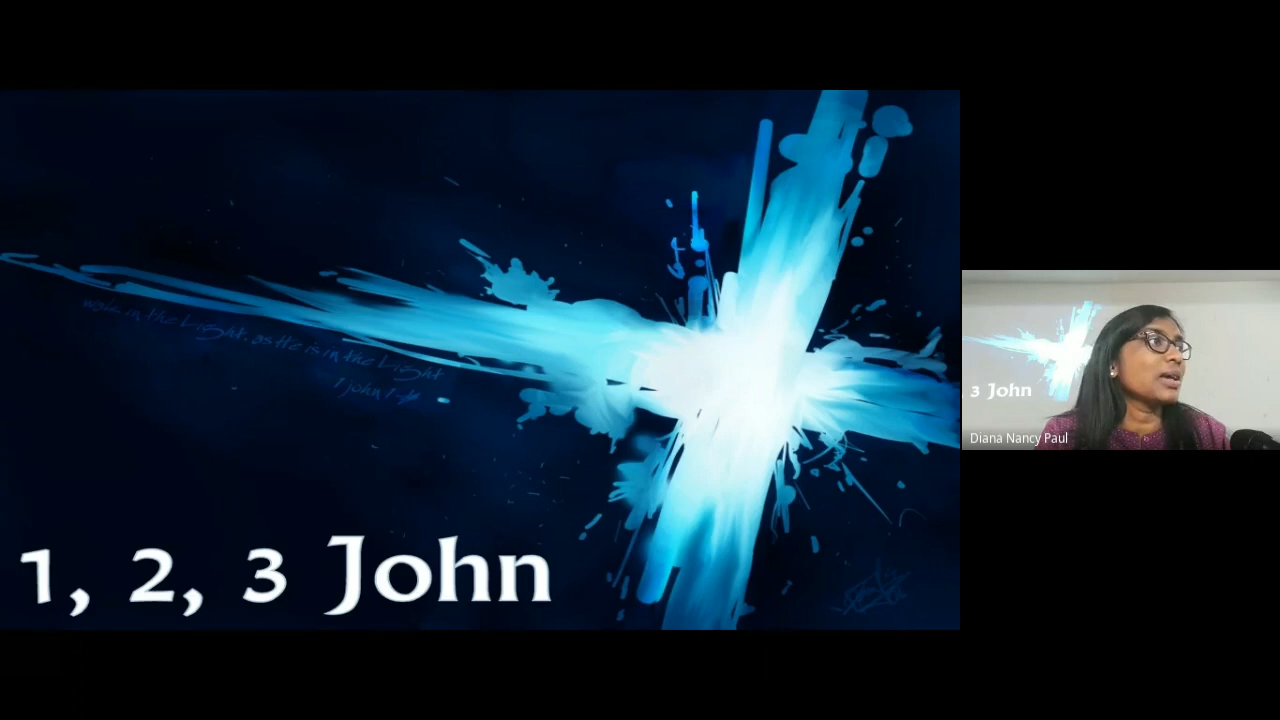 walk in the Light, as He is in the Light
1 John 1
1, 2, 3 John
3 John
Diana Nancy Paul